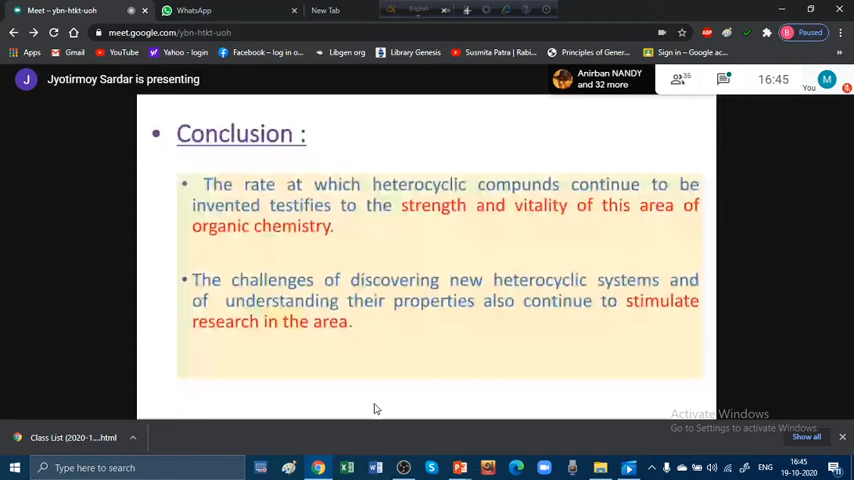 Meet – ybn-htkt-uoh
WhatsApp
New Tab
English
meet.google.com/ybn-htkt-uoh
ABP
B Paused
Apps
Gmail
YouTube
Yahoo - login
Facebook – log in o...
Libgen org
Library Genesis
Susmita Patra | Rabi...
Principles of Gener...
Sign in – Google ac...
J Jyotirmoy Sardar is presenting
Anirban NANDY
and 32 more
35
16:45
You
M
• Conclusion :
• The rate at which heterocyclic compunds continue to be
invented testifies to the strength and vitality of this area of
organic chemistry.
• The challenges of discovering new heterocyclic systems and
of understanding their properties also continue to stimulate
research in the area.
Activate Windows
Go to Settings to activate Windows.
Class List (2020-1....html
Show all
Type here to search
ENG
16:45
19-10-2020